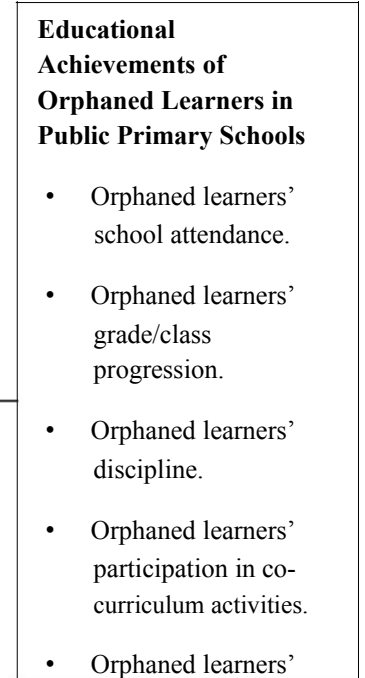 Educational
Achievements of
Orphaned Learners in
Public Primary Schools
• Orphaned learners’
school attendance.
• Orphaned learners’
grade/class
progression.
• Orphaned learners’
discipline.
• Orphaned learners’
participation in co-
curriculum activities.
• Orphaned learners’